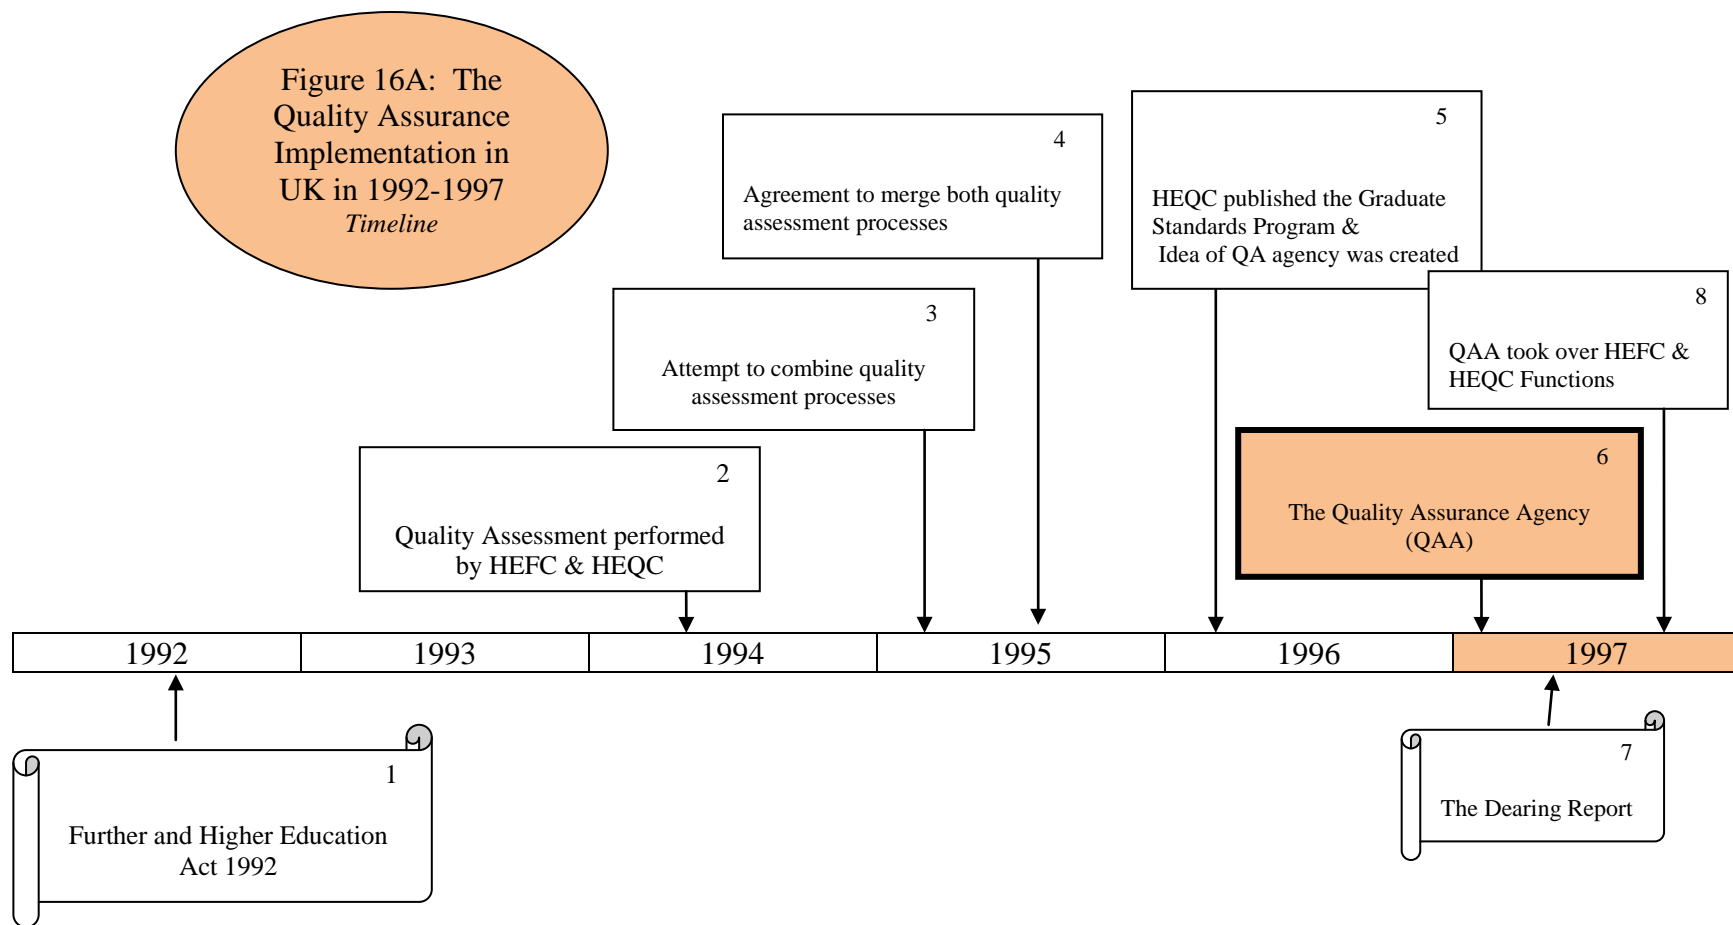 Figure 16A: The
Quality Assurance
Implementation in
UK in 1992-1997
Timeline
4
Agreement to merge both quality
assessment processes
5
HEQC published the Graduate
Standards Program &
Idea of QA agency was created
3
Attempt to combine quality
assessment processes
8
QAA took over HEFC &
HEQC Functions
2
Quality Assessment performed
by HEFC & HEQC
6
The Quality Assurance Agency
(QAA)
1992 1993 1994 1995 1996 1997
1
Further and Higher Education
Act 1992
7
The Dearing Report